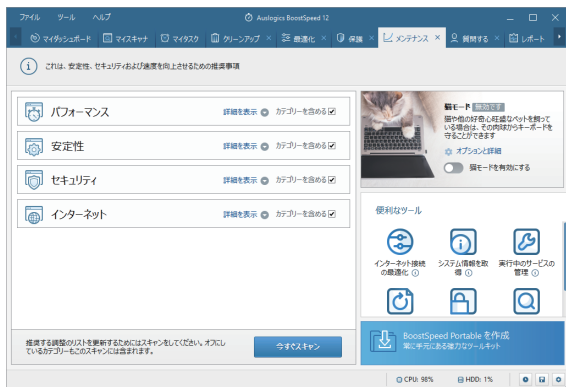 ファイル ツール ヘルプ
Auslogics BoostSpeed 12
マイダッシュボード マイスキャナ マイタスク クリーンアップ 最適化 保護 メンテナンス 質問する レポート
これは、安定性、セキュリティおよび速度を向上させるための推奨事項
パフォーマンス 詳細を表示 カテゴリーを含める
安定性 詳細を表示 カテゴリーを含める
セキュリティ 詳細を表示 カテゴリーを含める
インターネット 詳細を表示 カテゴリーを含める
推奨する調整のリストを更新するためにはスキャンをしてください。オフにし
ているカテゴリーもこのスキャンには含まれます。
今すぐスキャン
猫モード 無効です
猫や他の好奇心旺盛なペットを飼って
いる場合は、その肉球からキーボードを
守ることができます
オプションと詳細
猫モードを有効にする
便利なツール
インターネット接続
の最適化
システム情報を取
得
実行中のサービスの
管理
BoostSpeed Portable を作成
常に手元にある強力なツールキット
CPU: 98% HDD: 1%